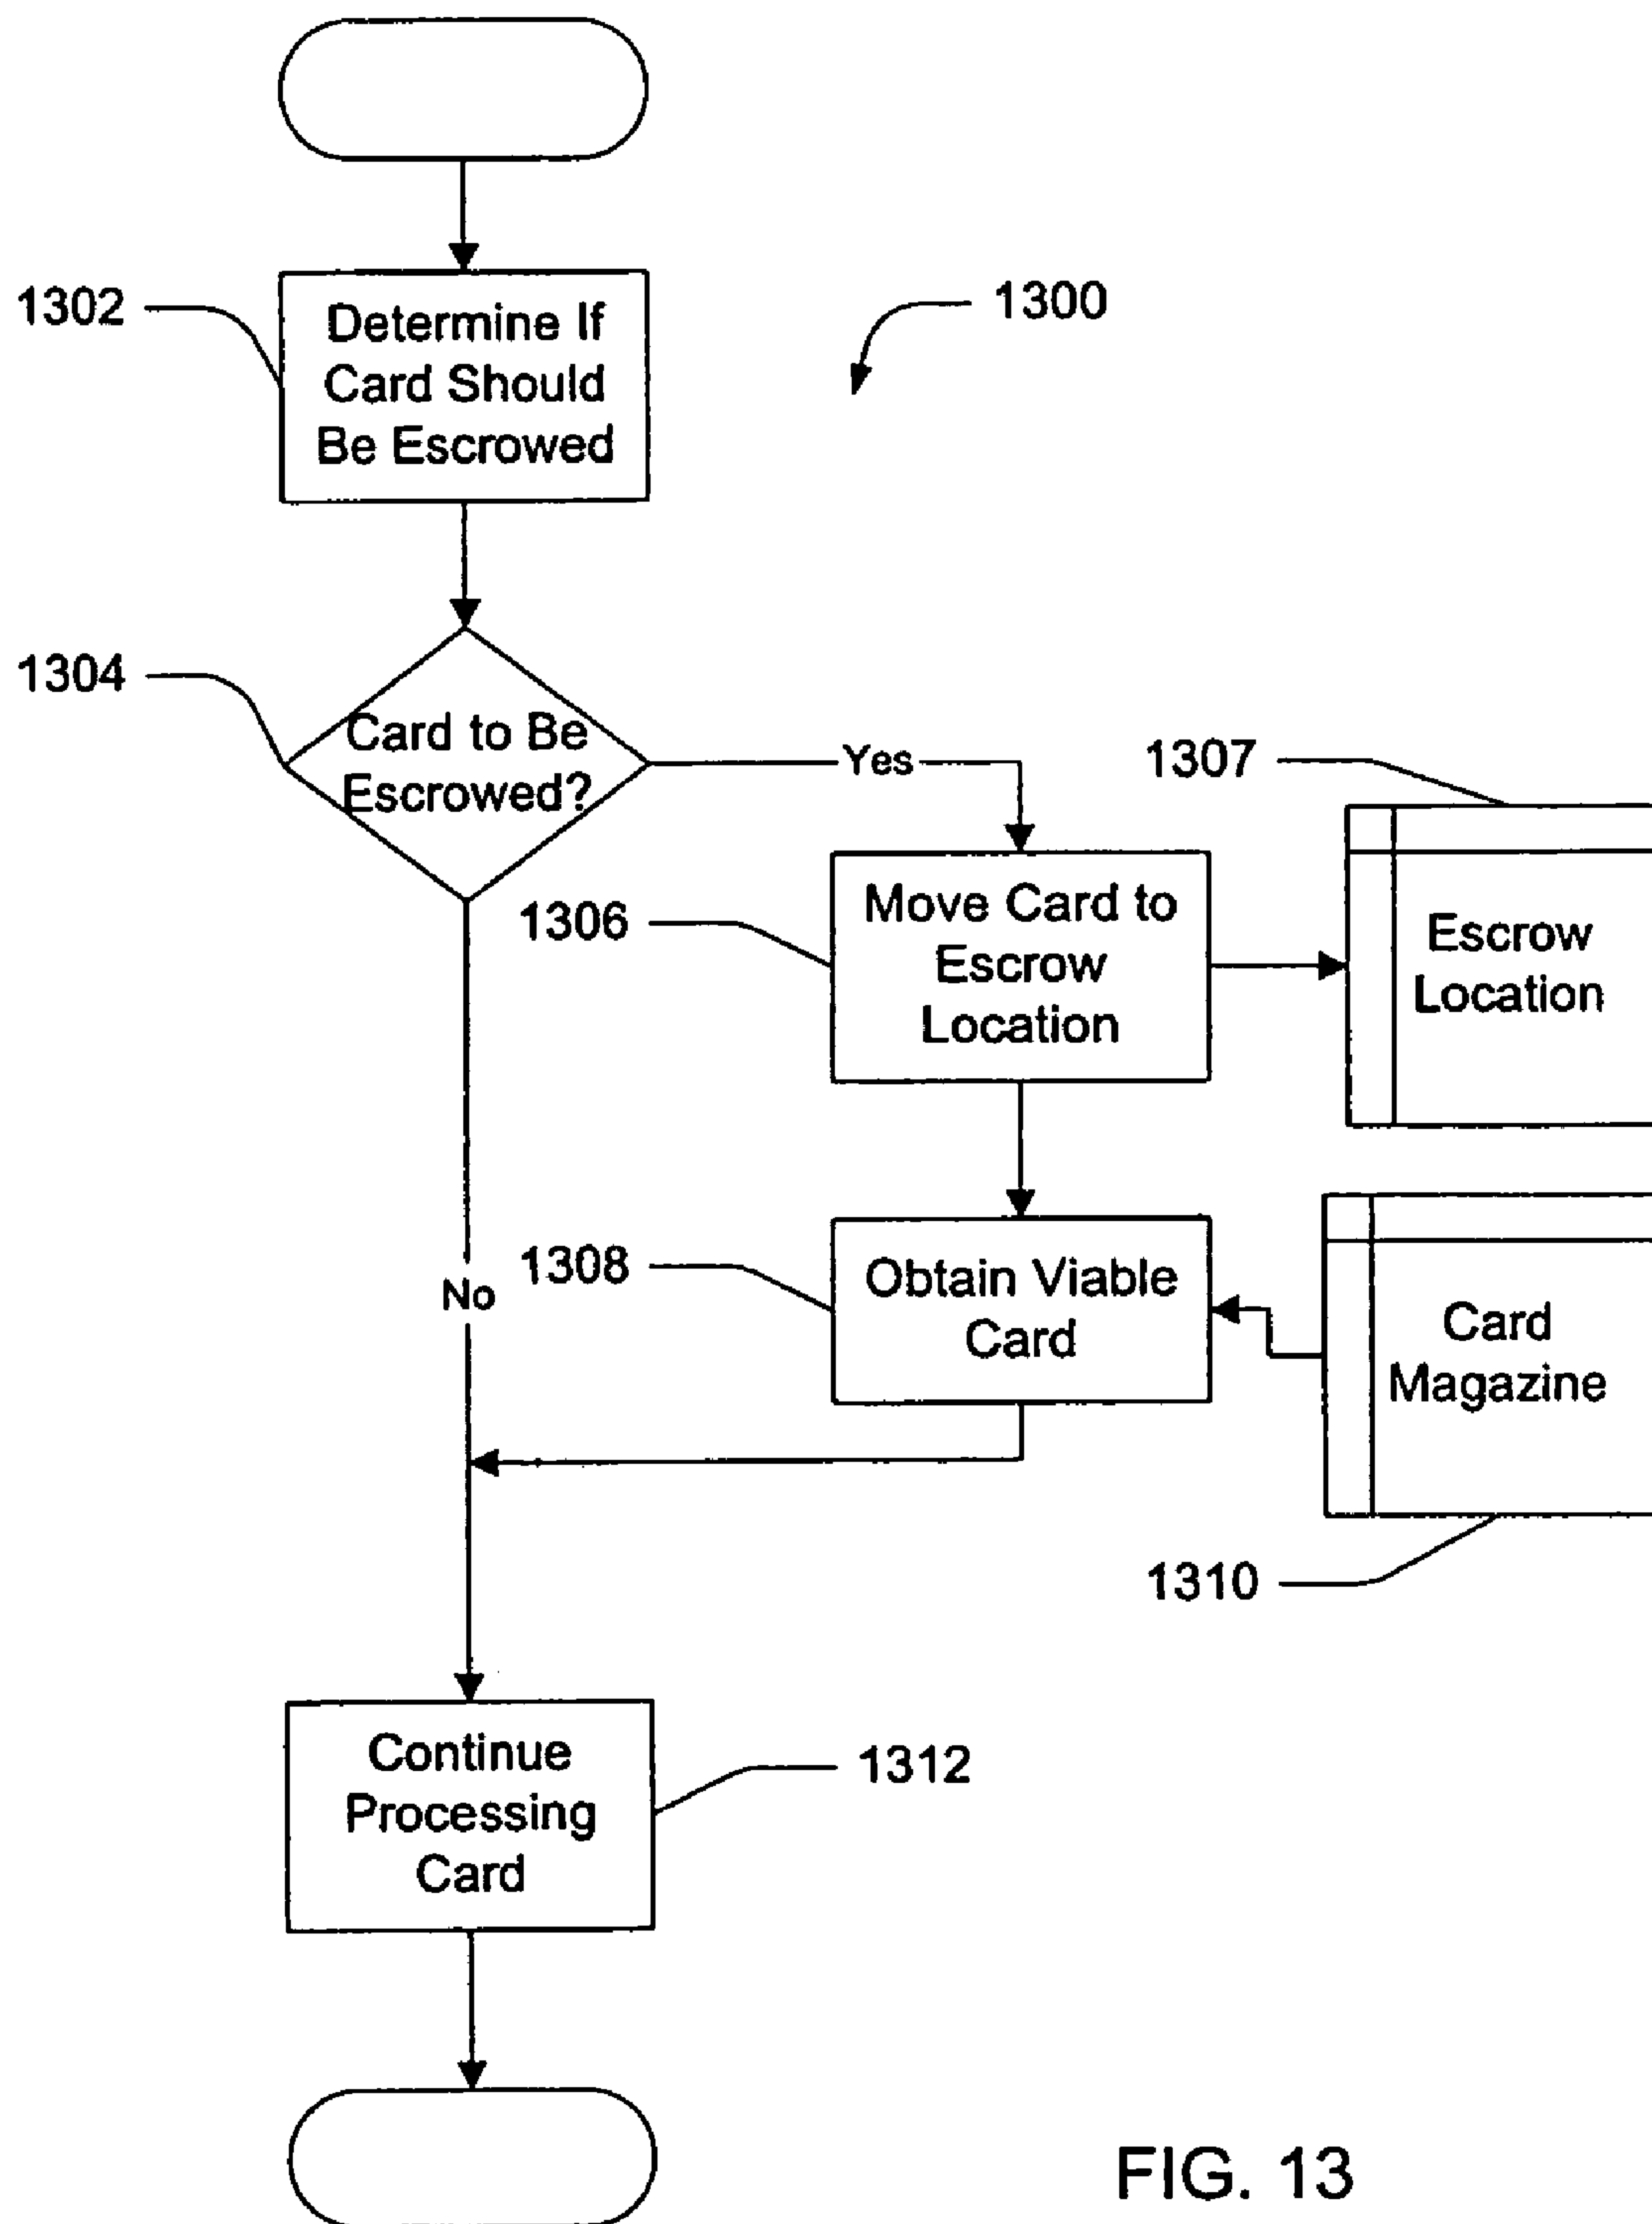 1302
Determine If
Card Should
Be Escrowed
1300
1304
Card to Be
Escrowed?
Yes
1307
1306
Move Card to
Escrow
Location
Escrow
Location
No
1308
Obtain Viable
Card
Card
Magazine
1310
Continue
Processing
Card
1312
FIG. 13